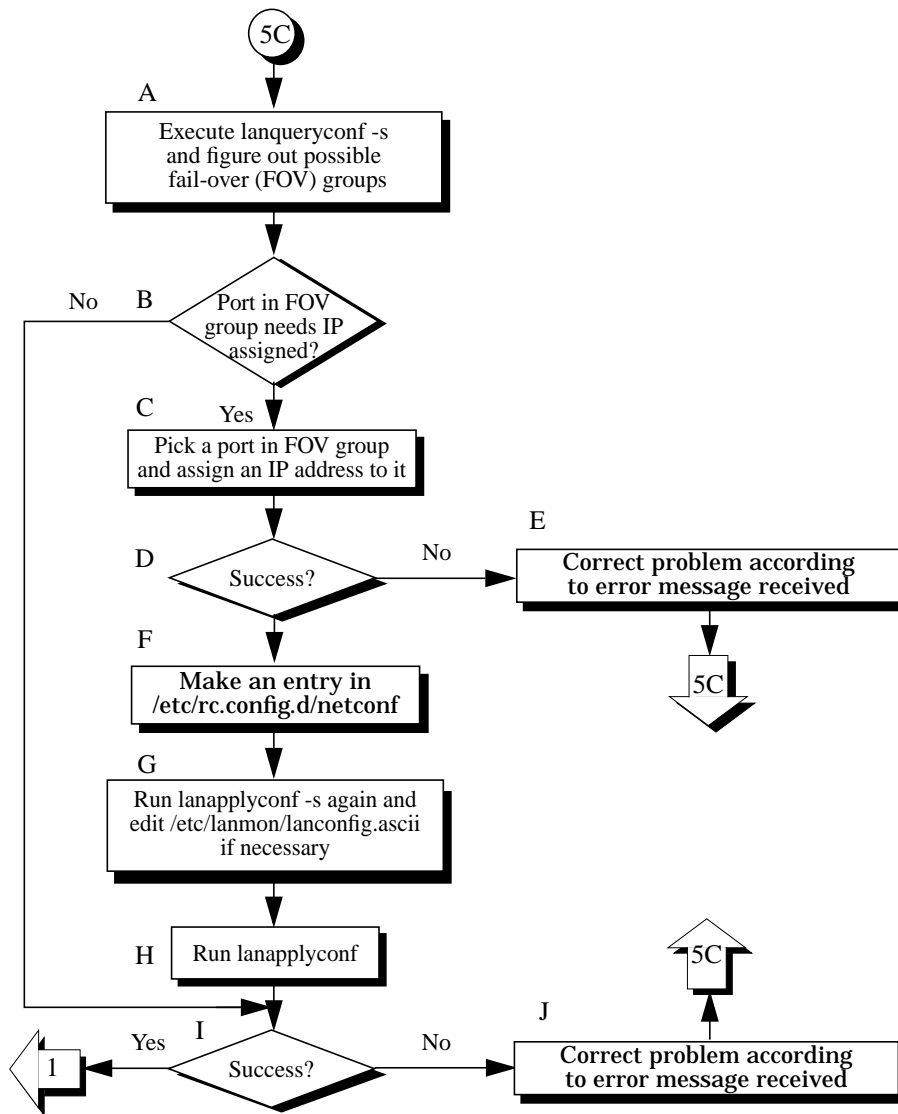 5C
A
Execute lanqueryconf -s
and figure out possible
fail-over (FOV) groups
No
B
Port in FOV
group needs IP
assigned?
C
Yes
Pick a port in FOV group
and assign an IP address to it
D
Success?
No
E
Correct problem according
to error message received
5C
F
Make an entry in
/etc/rc.config.d/netconf
G
Run lanapplyconf -s again and
edit /etc/lanmon/lanconfig.ascii
if necessary
H
Run lanapplyconf
I
Success?
Yes
1
No
J
Correct problem according
to error message received
5C